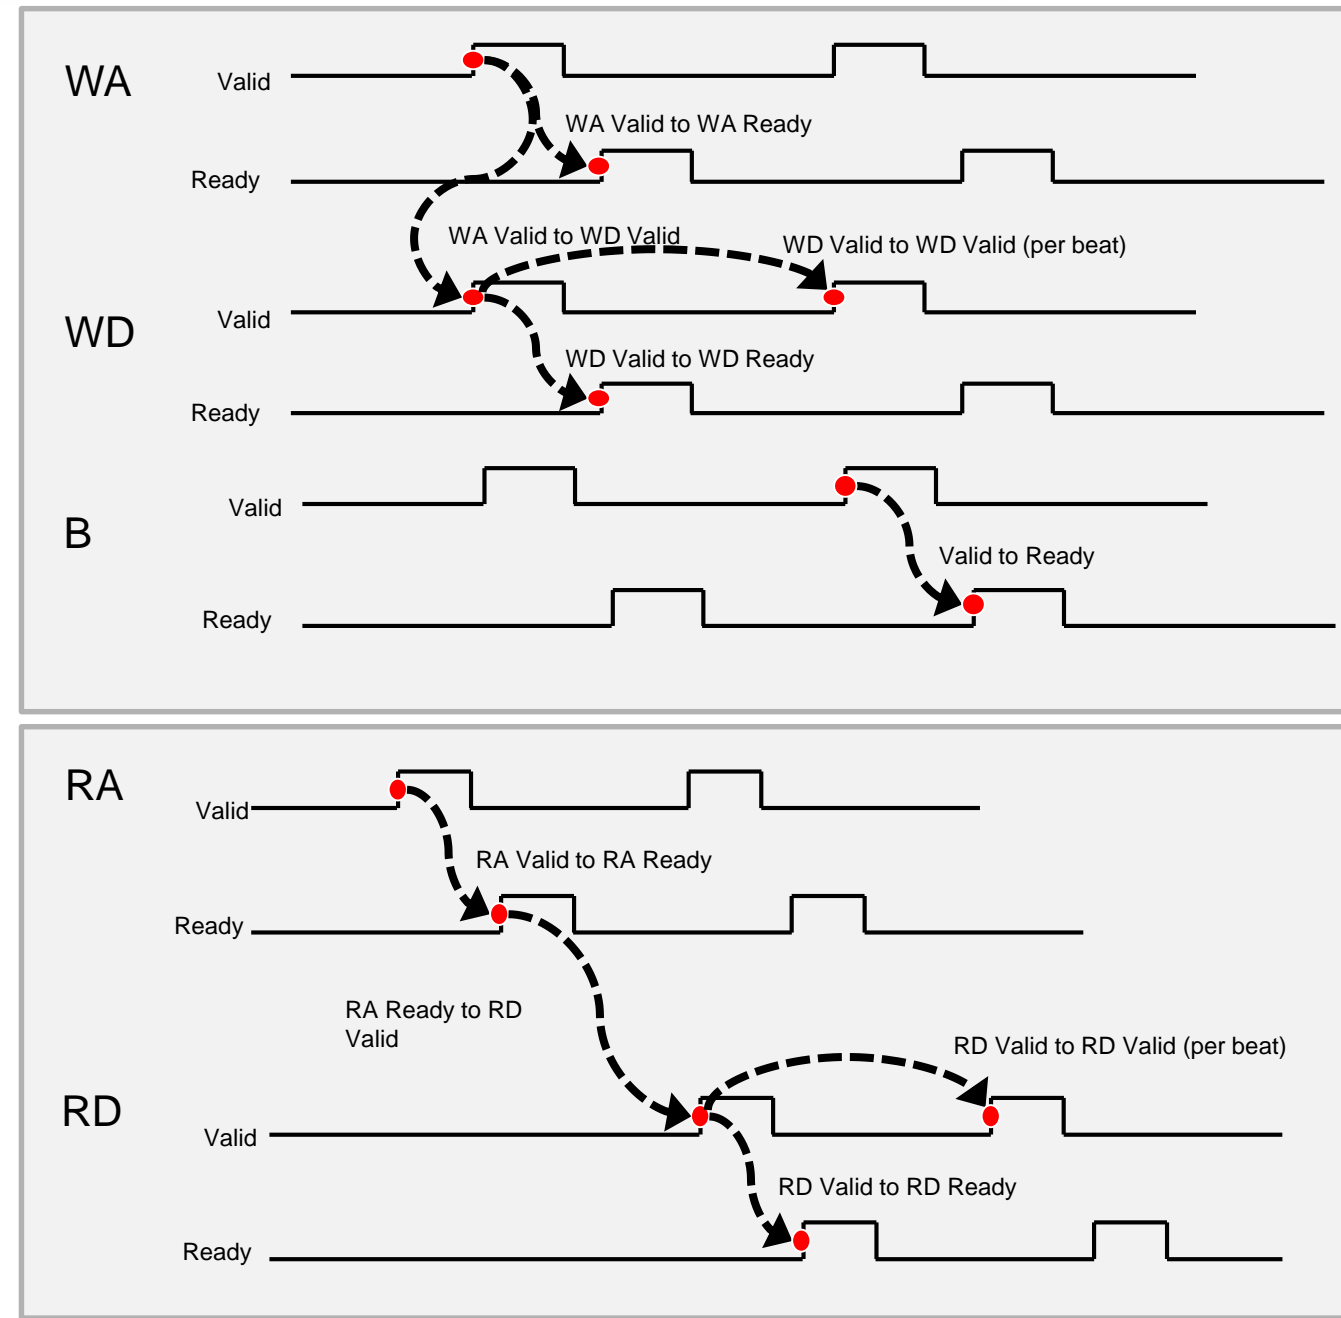 WA
Valid
WA Valid to WA Ready
Ready
WA Valid to WD Valid
WD Valid to WD Valid (per beat)
WD
Valid
WD Valid to WD Ready
Ready
B
Valid
Valid to Ready
Ready
RA
Valid
RA Valid to RA Ready
Ready
RA Ready to RD
Valid
RD Valid to RD Valid (per beat)
RD
Valid
RD Valid to RD Ready
Ready